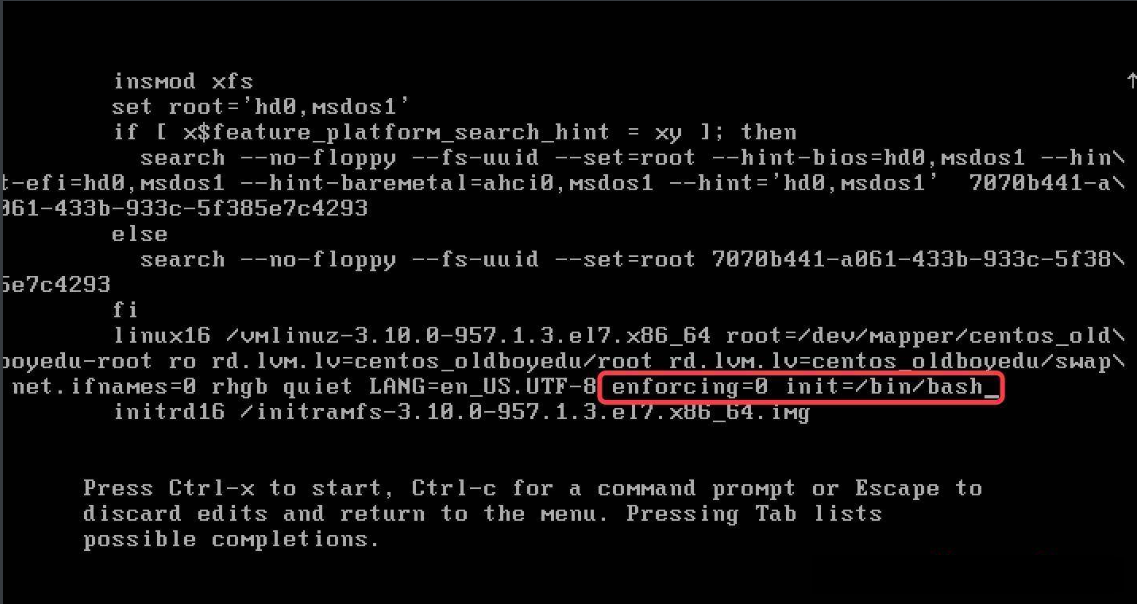 insmod xfs
set root='hd0,msdos1'
if [ x$feature_platform_search_hint = xy ]; then
search --no-floppy --fs-uuid --set=root --hint-bios=hd0,msdos1 --hin\
t-efi=hd0,msdos1 --hint-baremetal=ahci0,msdos1 --hint='hd0,msdos1'  7070b441-a\
061-433b-933c-5f385e7c4293
else
search --no-floppy --fs-uuid --set=root 7070b441-a061-433b-933c-5f38\
5e7c4293
fi
linux16 /vmlinuz-3.10.0-957.1.3.el7.x86_64 root=/dev/mapper/centos_old\
boyedu-root ro rd.lvm.lv=centos_oldboyedu/root rd.lvm.lv=centos_oldboyedu/swap\
net.ifnames=0 rhgb quiet LANG=en_US.UTF-8 enforcing=0 init=/bin/bash_
initrd16 /initramfs-3.10.0-957.1.3.el7.x86_64.img
Press Ctrl-x to start, Ctrl-c for a command prompt or Escape to
discard edits and return to the menu. Pressing Tab lists
possible completions.